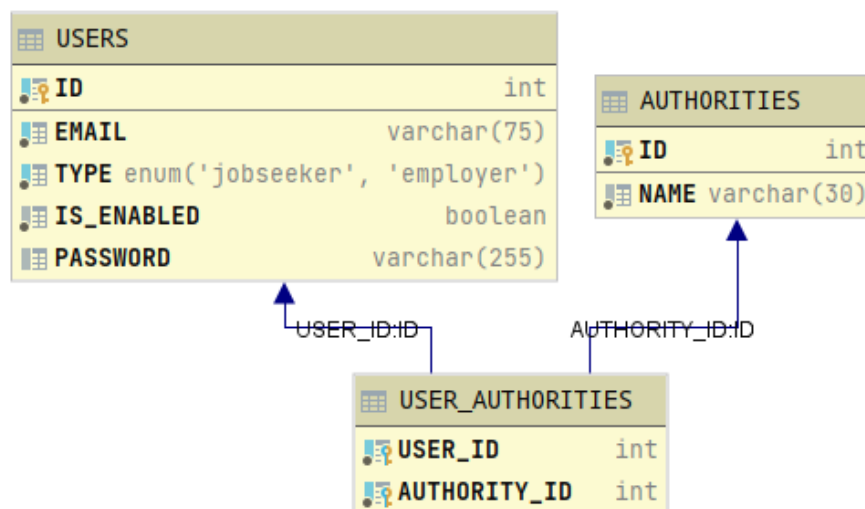 USERS
ID int
EMAIL varchar(75)
TYPE enum('jobseeker', 'employer')
IS_ENABLED boolean
PASSWORD varchar(255)
AUTHORITIES
ID int
NAME varchar(30)
USER_ID:ID
AUTHORITY_ID:ID
USER_AUTHORITIES
USER_ID int
AUTHORITY_ID int